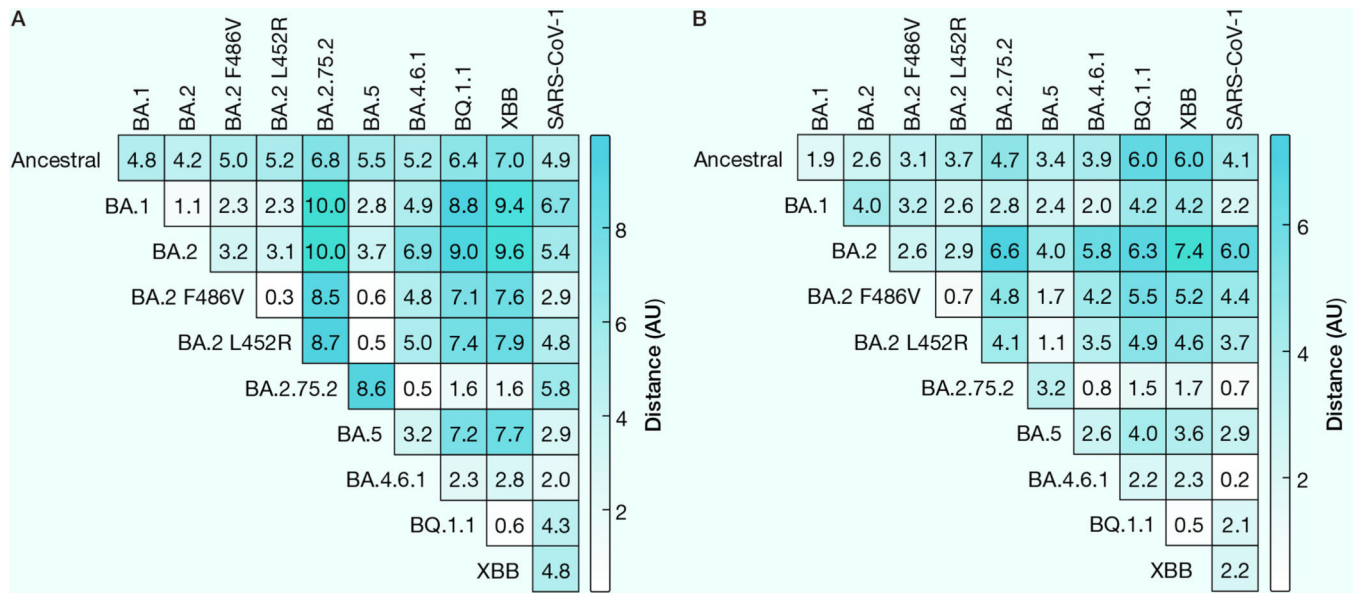 A
BA.1 BA.2 BA.2 F486V BA.2 L452R BA.2.75.2 BA.5 BA.4.6.1 BQ.1.1 XBB SARS-CoV-1
Ancestral 4.8 4.2 5.0 5.2 6.8 5.5 5.2 6.4 7.0 4.9
BA.1 1.1 2.3 2.3 10.0 2.8 4.9 8.8 9.4 6.7
BA.2 3.2 3.1 10.0 3.7 6.9 9.0 9.6 5.4
BA.2 F486V 0.3 8.5 0.6 4.8 7.1 7.6 2.9
BA.2 L452R 8.7 0.5 5.0 7.4 7.9 4.8
BA.2.75.2 8.6 0.5 1.6 1.6 5.8
BA.5 3.2 7.2 7.7 2.9
BA.4.6.1 2.3 2.8 2.0
BQ.1.1 0.6 4.3
XBB 4.8
8
6
4
2
Distance (AU)
B
BA.1 BA.2 BA.2 F486V BA.2 L452R BA.2.75.2 BA.5 BA.4.6.1 BQ.1.1 XBB SARS-CoV-1
Ancestral 1.9 2.6 3.1 3.7 4.7 3.4 3.9 6.0 6.0 4.1
BA.1 4.0 3.2 2.6 2.8 2.4 2.0 4.2 4.2 2.2
BA.2 2.6 2.9 6.6 4.0 5.8 6.3 7.4 6.0
BA.2 F486V 0.7 4.8 1.7 4.2 5.5 5.2 4.4
BA.2 L452R 4.1 1.1 3.5 4.9 4.6 3.7
BA.2.75.2 3.2 0.8 1.5 1.7 0.7
BA.5 2.6 4.0 3.6 2.9
BA.4.6.1 2.2 2.3 0.2
BQ.1.1 0.5 2.1
XBB 2.2
6
4
2
Distance (AU)